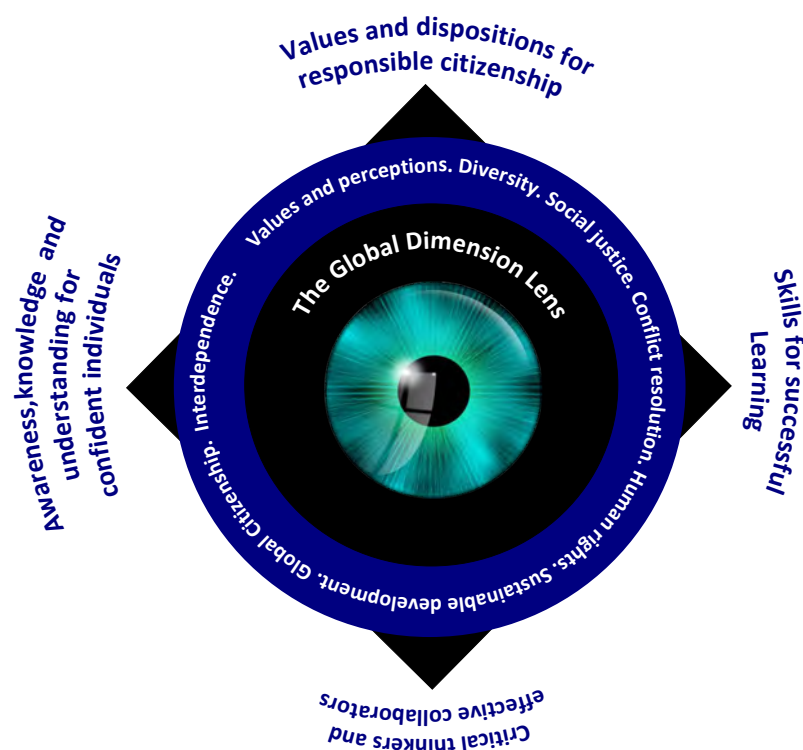 Values and dispositions for
responsible citizenship
Values and perceptions. Diversity. Social justice. Conflict resolution. Human rights. Sustainable development. Global Citizenship. Interdependence.
The Global Dimension Lens
Skills for successful
Learning
Critical thinkers and
effective collaborators
Awareness,knowledge and
understanding for
confident individuals